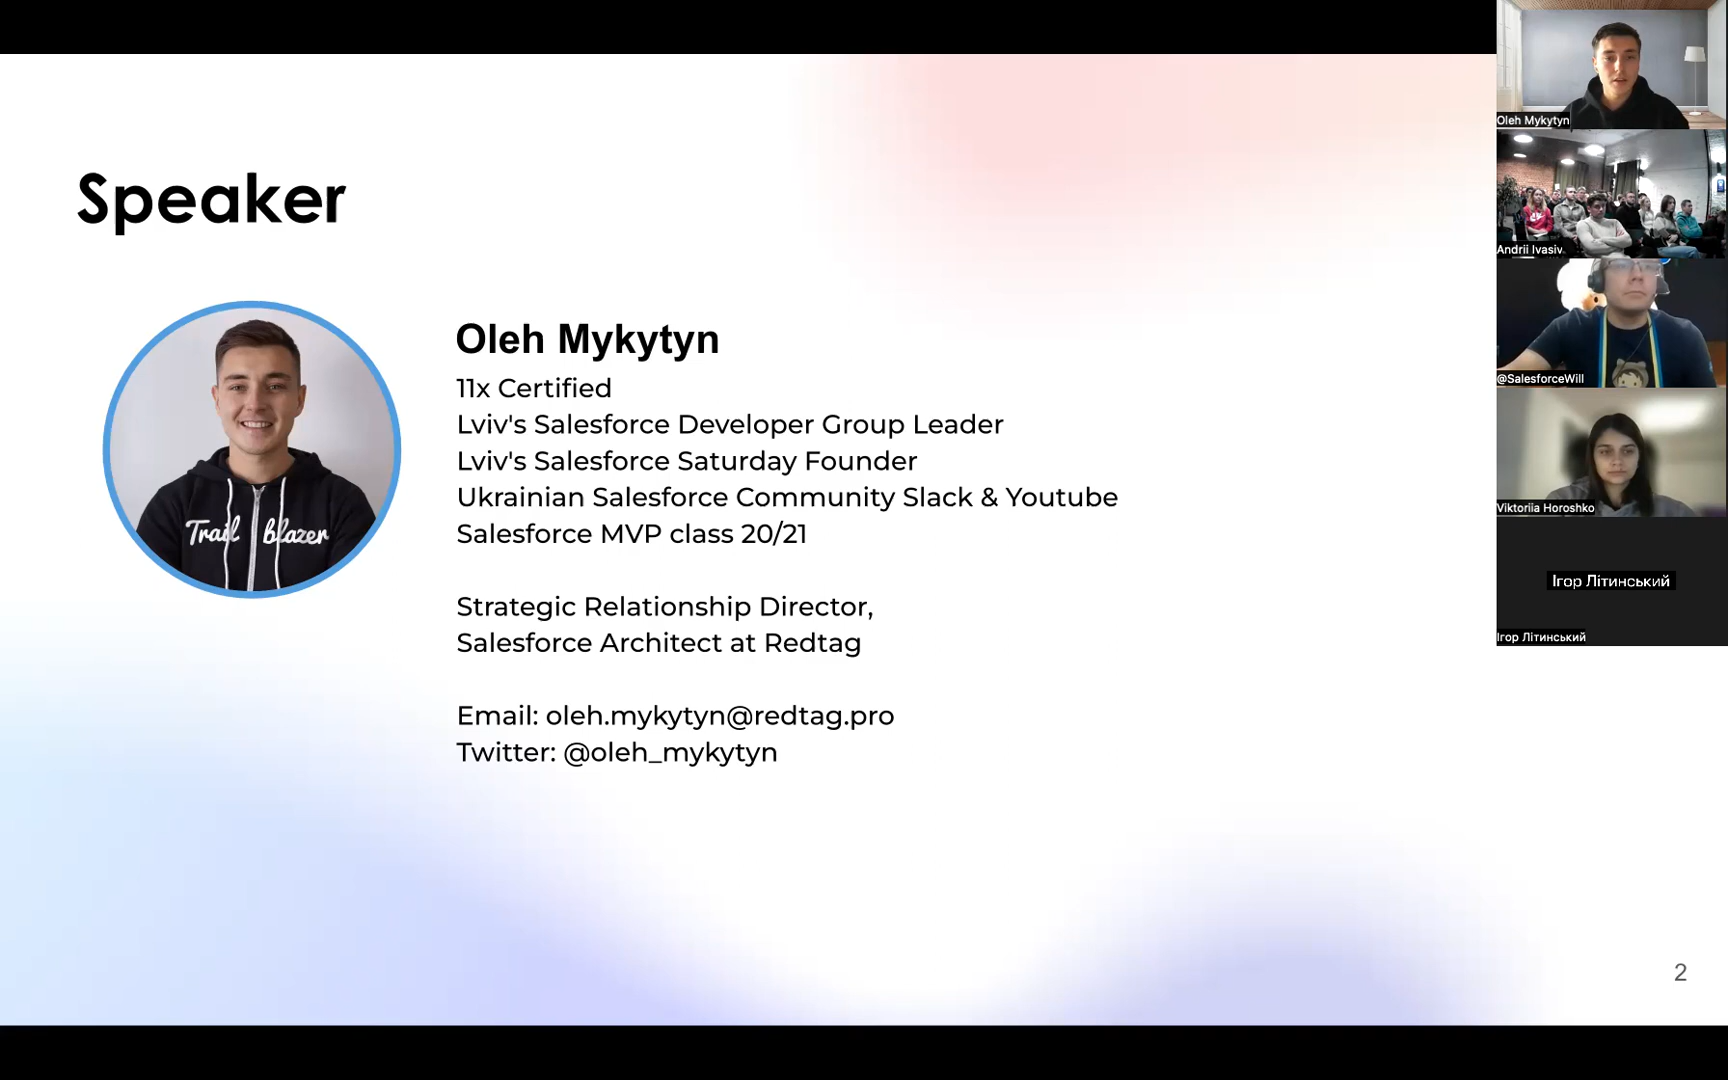 Speaker
Trail blazer
Oleh Mykytyn
11x Certified
Lviv's Salesforce Developer Group Leader
Lviv's Salesforce Saturday Founder
Ukrainian Salesforce Community Slack & Youtube
Salesforce MVP class 20/21
Strategic Relationship Director,
Salesforce Architect at Redtag
Email: oleh.mykytyn@redtag.pro
Twitter: @oleh_mykytyn
2
Oleh Mykytyn
Andrii Ivasiv
@SalesforceWill
Viktoriia Horoshko
Ігор Літинський
Ігор Літинський